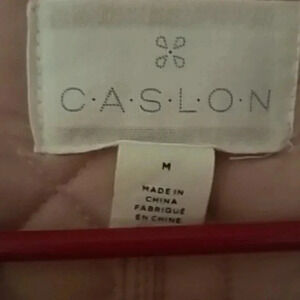 C·A·S·L·O·N
M
MADE IN
CHINA
FABRIQUÉ
EN CHINE